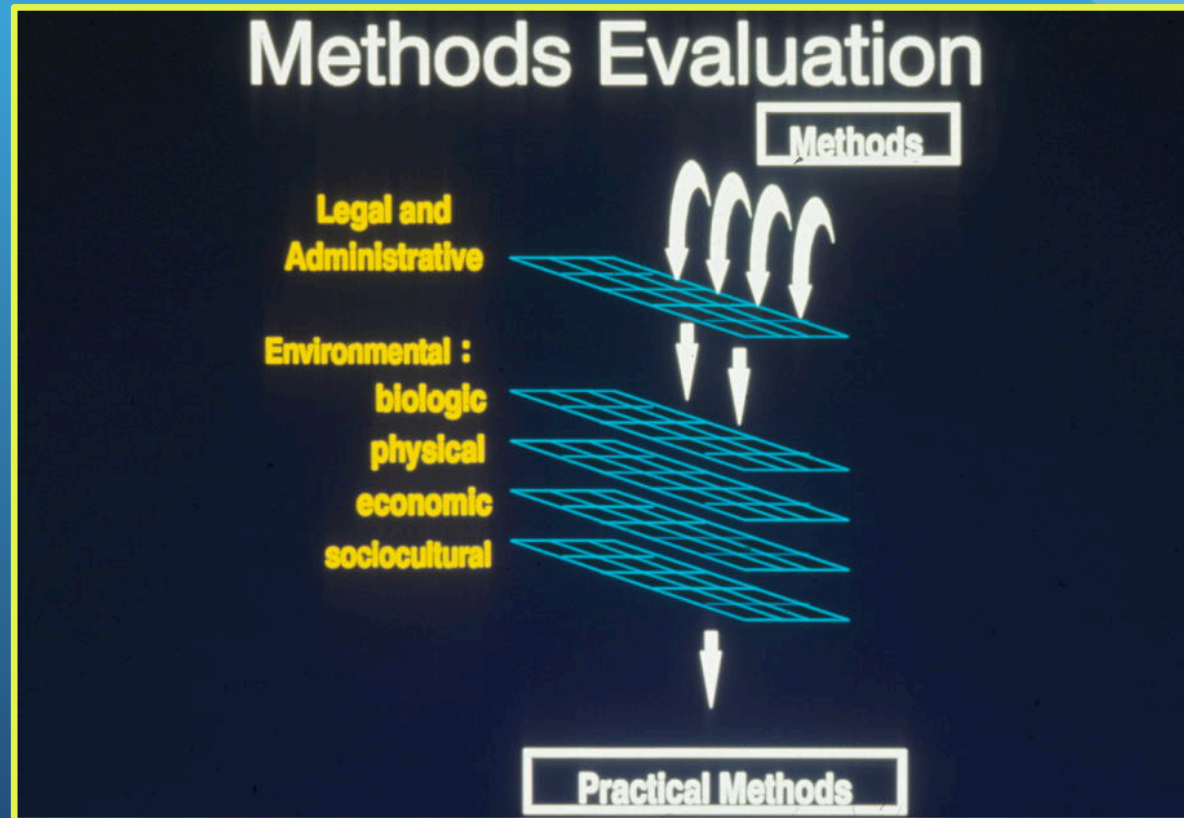 Methods Evaluation
Methods
Legal and
Administrative
Environmental :
biologic
physical
economic
sociocultural
Practical Methods